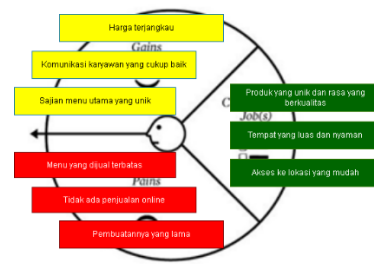 Harga terjangkau
Gains
Komunikasi karyawan yang cukup baik
Sajian menu utama yang unik
Produk yang unik dan rasa yang
berkualitas
Job(s)
Tempat yang luas dan nyaman
Akses ke lokasi yang mudah
Menu yang dijual terbatas
Pains
Tidak ada penjualan online
Pembuatannya yang lama